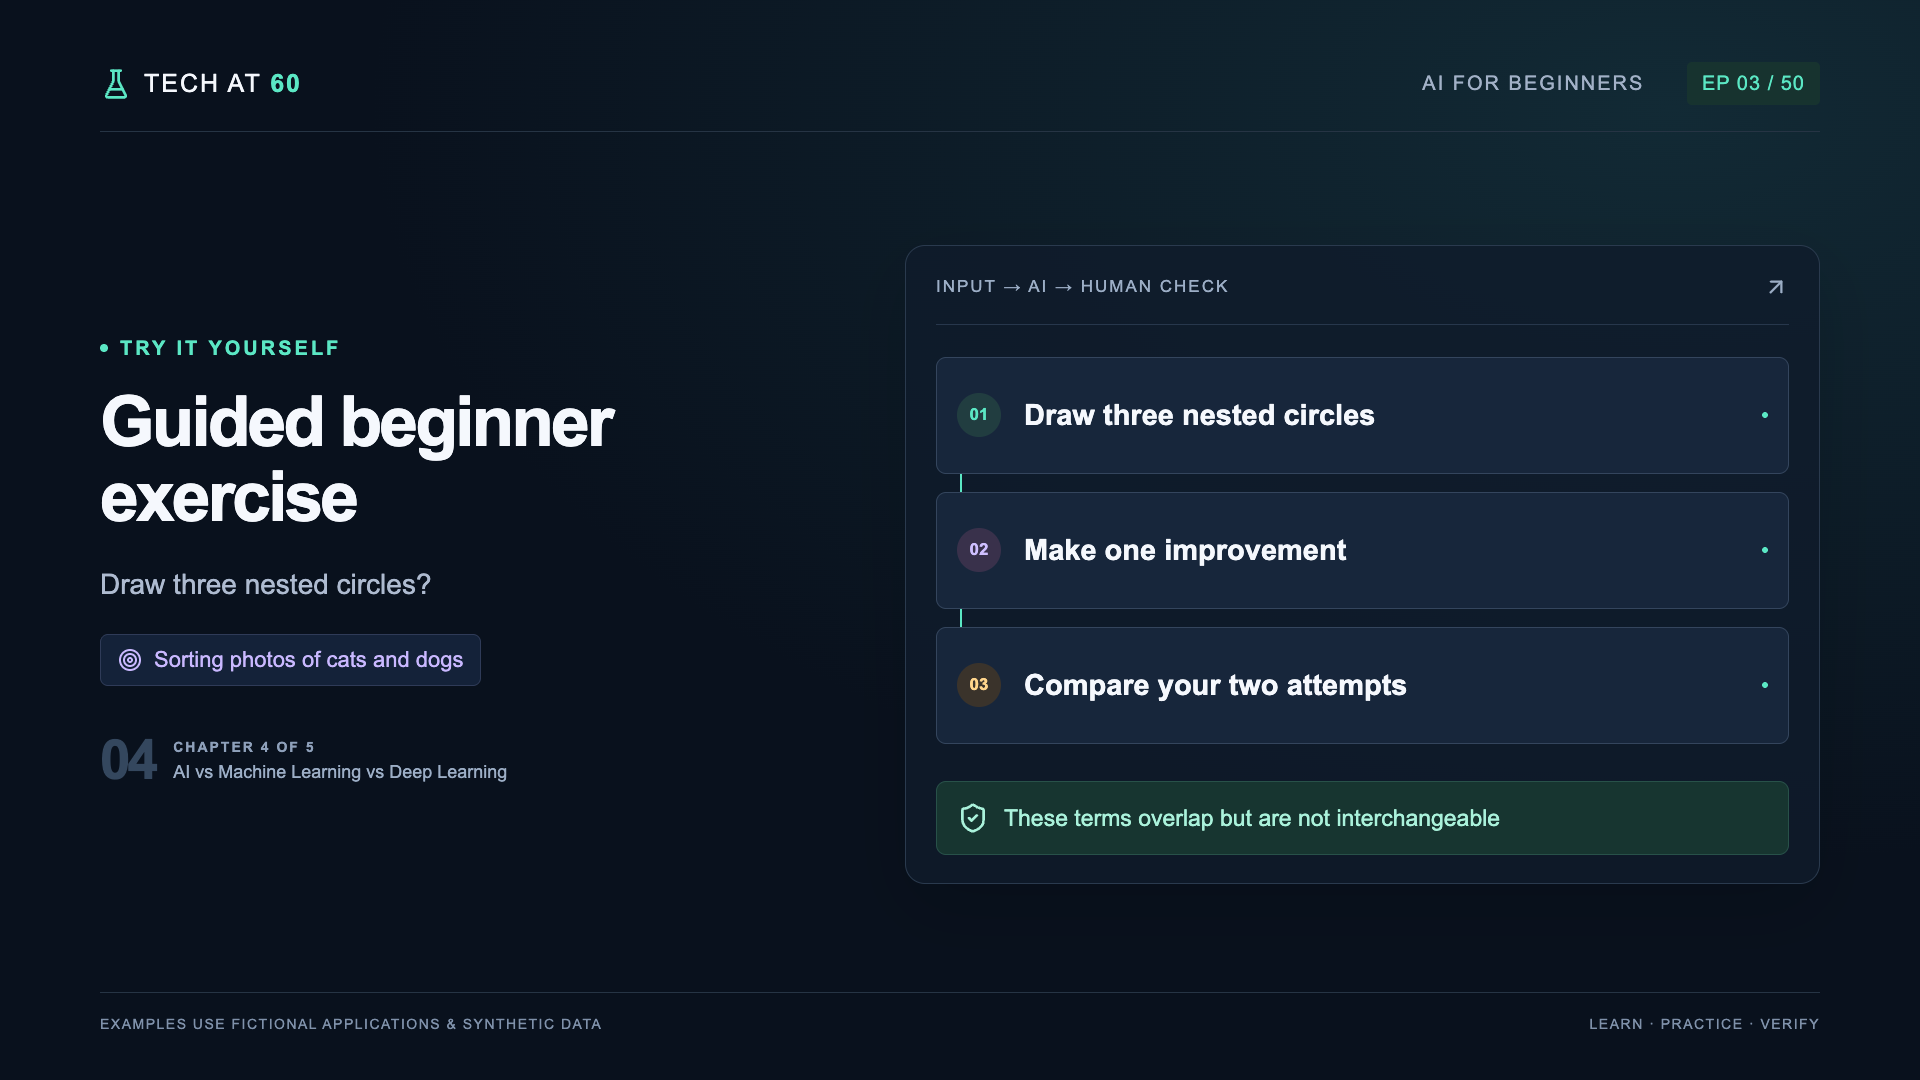 TECH AT 60
AI FOR BEGINNERS
EP 03 / 50
TRY IT YOURSELF
Guided beginner
exercise
Draw three nested circles?
Sorting photos of cats and dogs
04
CHAPTER 4 OF 5
AI vs Machine Learning vs Deep Learning
INPUT → AI → HUMAN CHECK
01
Draw three nested circles
02
Make one improvement
03
Compare your two attempts
These terms overlap but are not interchangeable
EXAMPLES USE FICTIONAL APPLICATIONS & SYNTHETIC DATA
LEARN · PRACTICE · VERIFY